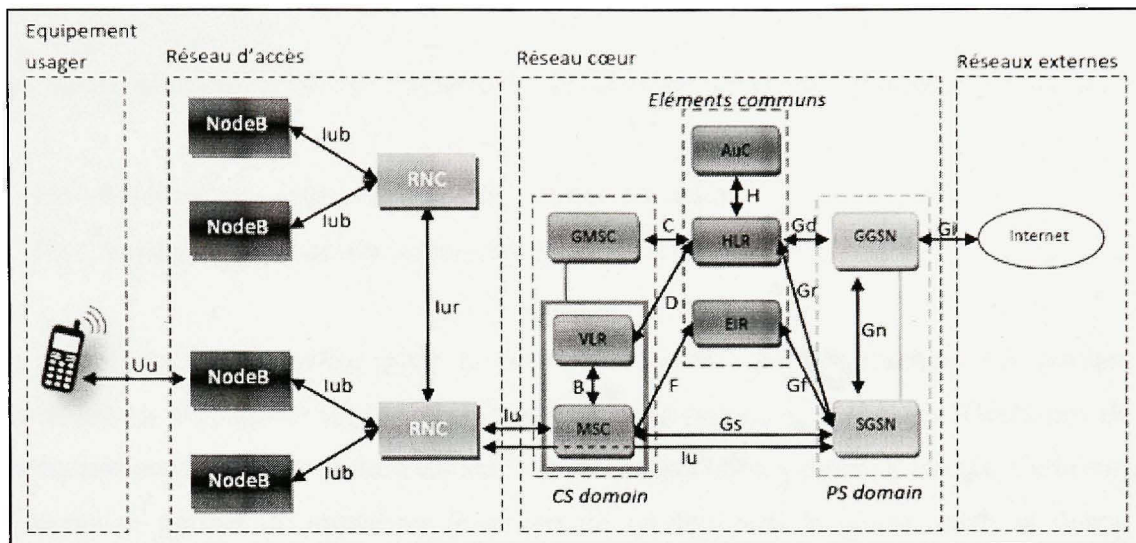 Equipement
usager
Réseau d'accès
Réseau cœur
Réseaux externes
Eléments communs
NodeB
Iub
RNC
NodeB
Iub
Iur
Uu
NodeB
Iub
RNC
NodeB
Iub
Iu
AuC
H
GMSC
C
HLR
Gd
GGSN
Gi
Internet
D
Gr
VLR
EIR
Gn
B
F
Gf
MSC
Gs
SGSN
Iu
CS domain
PS domain